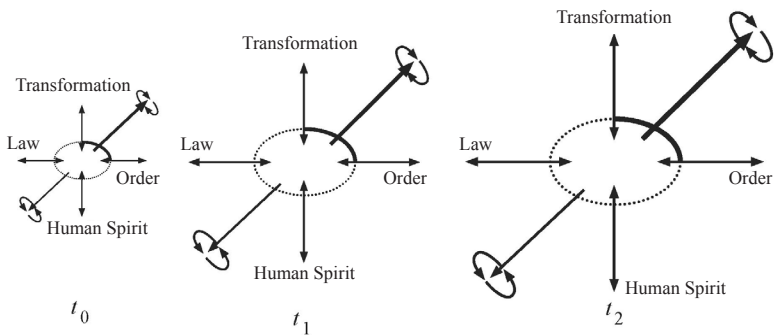 Transformation
Law
Order
Human Spirit
t0
Transformation
Law
Order
Human Spirit
t1
Transformation
Law
Order
Human Spirit
t2